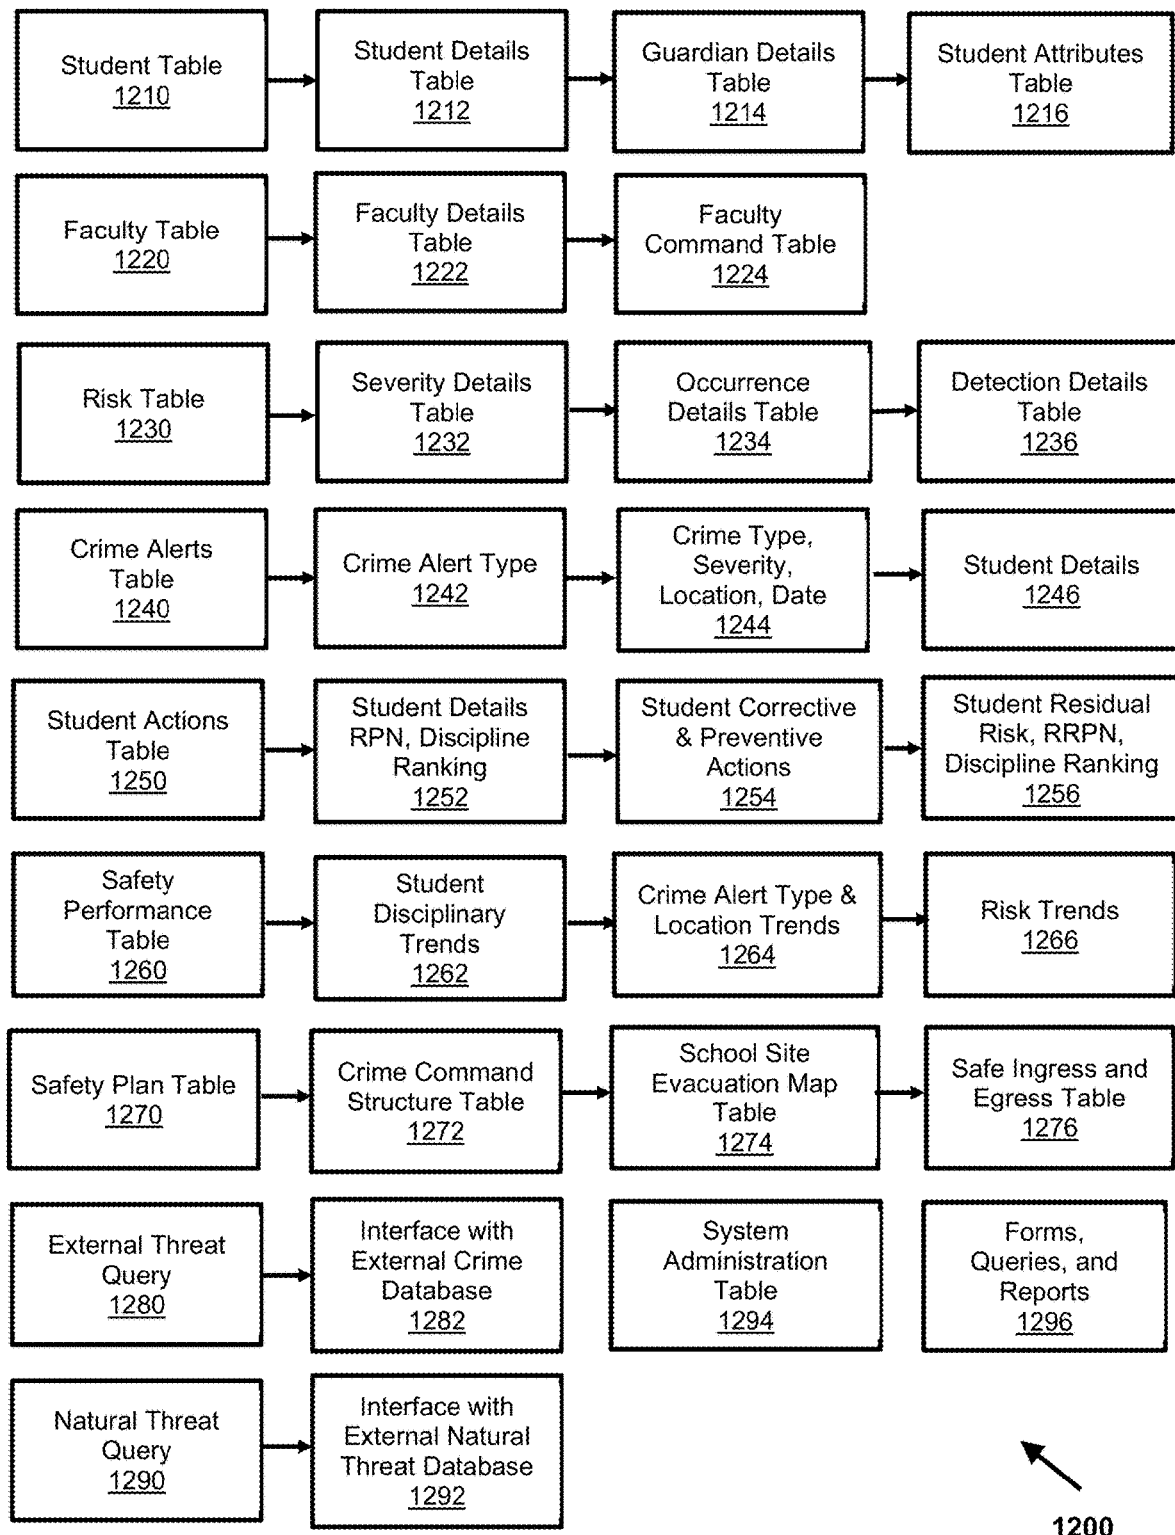 Student Table
1210
Student Details
Table
1212
Guardian Details
Table
1214
Student Attributes
Table
1216
Faculty Table
1220
Faculty Details
Table
1222
Faculty
Command Table
1224
Risk Table
1230
Severity Details
Table
1232
Occurrence
Details Table
1234
Detection Details
Table
1236
Crime Alerts
Table
1240
Crime Alert Type
1242
Crime Type,
Severity,
Location, Date
1244
Student Details
1246
Student Actions
Table
1250
Student Details
RPN, Discipline
Ranking
1252
Student Corrective
& Preventive
Actions
1254
Student Residual
Risk, RRPN,
Discipline Ranking
1256
Safety
Performance
Table
1260
Student
Disciplinary
Trends
1262
Crime Alert Type &
Location Trends
1264
Risk Trends
1266
Safety Plan Table
1270
Crime Command
Structure Table
1272
School Site
Evacuation Map
Table
1274
Safe Ingress and
Egress Table
1276
External Threat
Query
1280
Interface with
External Crime
Database
1282
System
Administration
Table
1294
Forms,
Queries, and
Reports
1296
Natural Threat
Query
1290
Interface with
External Natural
Threat Database
1292
1200